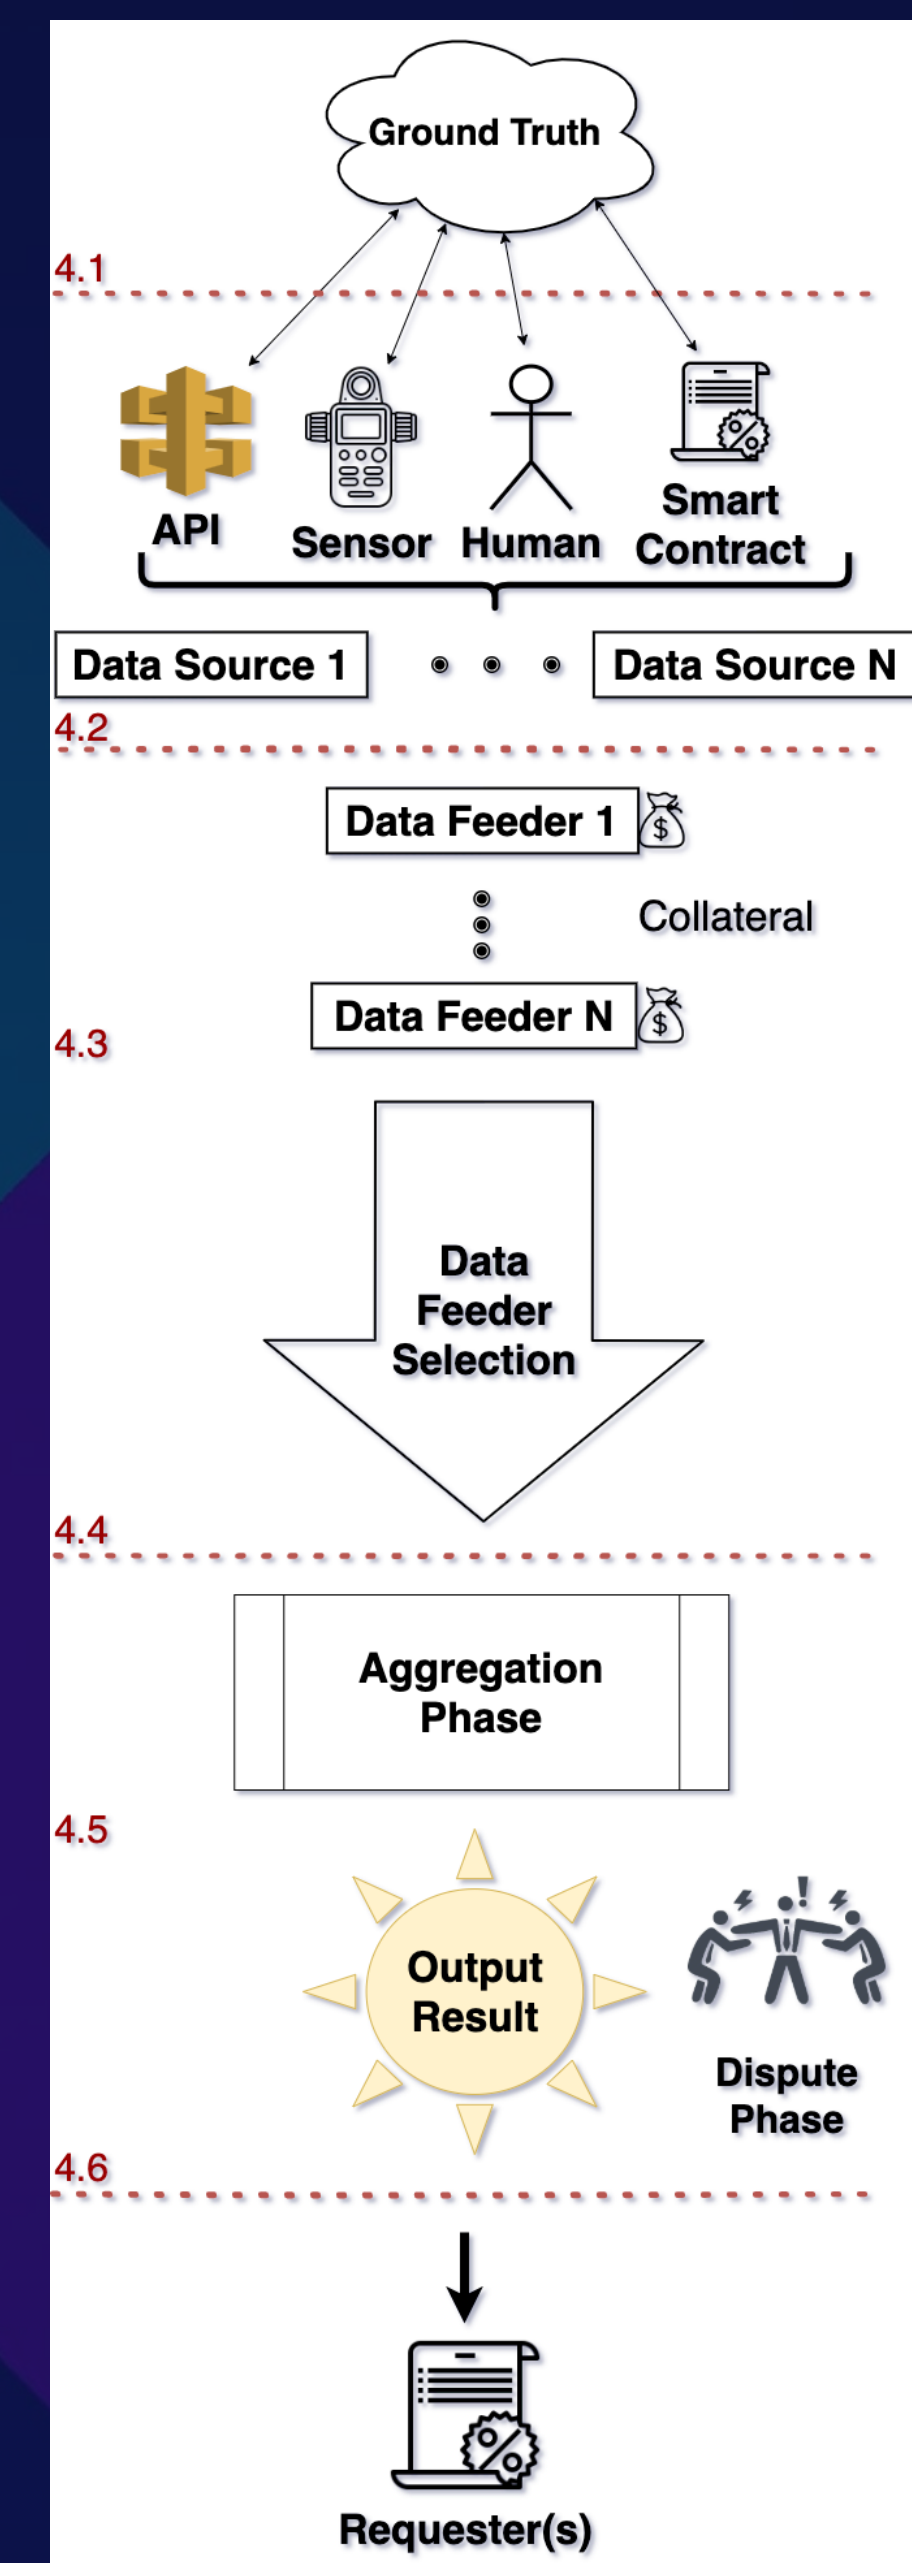 Ground Truth
4.1
API
Sensor
Human
Smart
Contract
Data Source 1
Data Source N
4.2
Data Feeder 1
$
Collateral
Data Feeder N
$
4.3
Data
Feeder
Selection
4.4
Aggregation
Phase
4.5
!
Output
Result
Dispute
Phase
4.6
Requester(s)